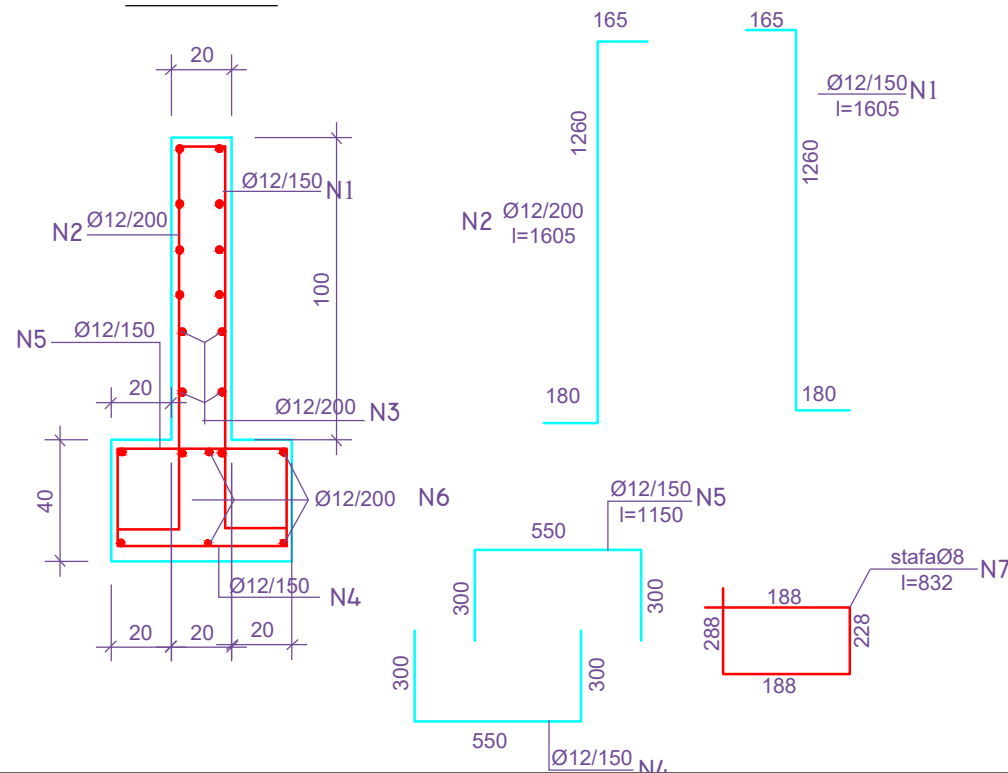 20
Ø12/150 N1
N2 Ø12/200
100
N5 Ø12/150
20
Ø12/200 N3
40
Ø12/200 N6
Ø12/150 N4
20 20 20
165
1260
N2 Ø12/200
l=1605
180
165
Ø12/150 N1
l=1605
1260
180
Ø12/150 N5
l=1150
550
300 300
300 300
550
Ø12/150 N4
stafaØ8 N7
l=832
188
288 228
188